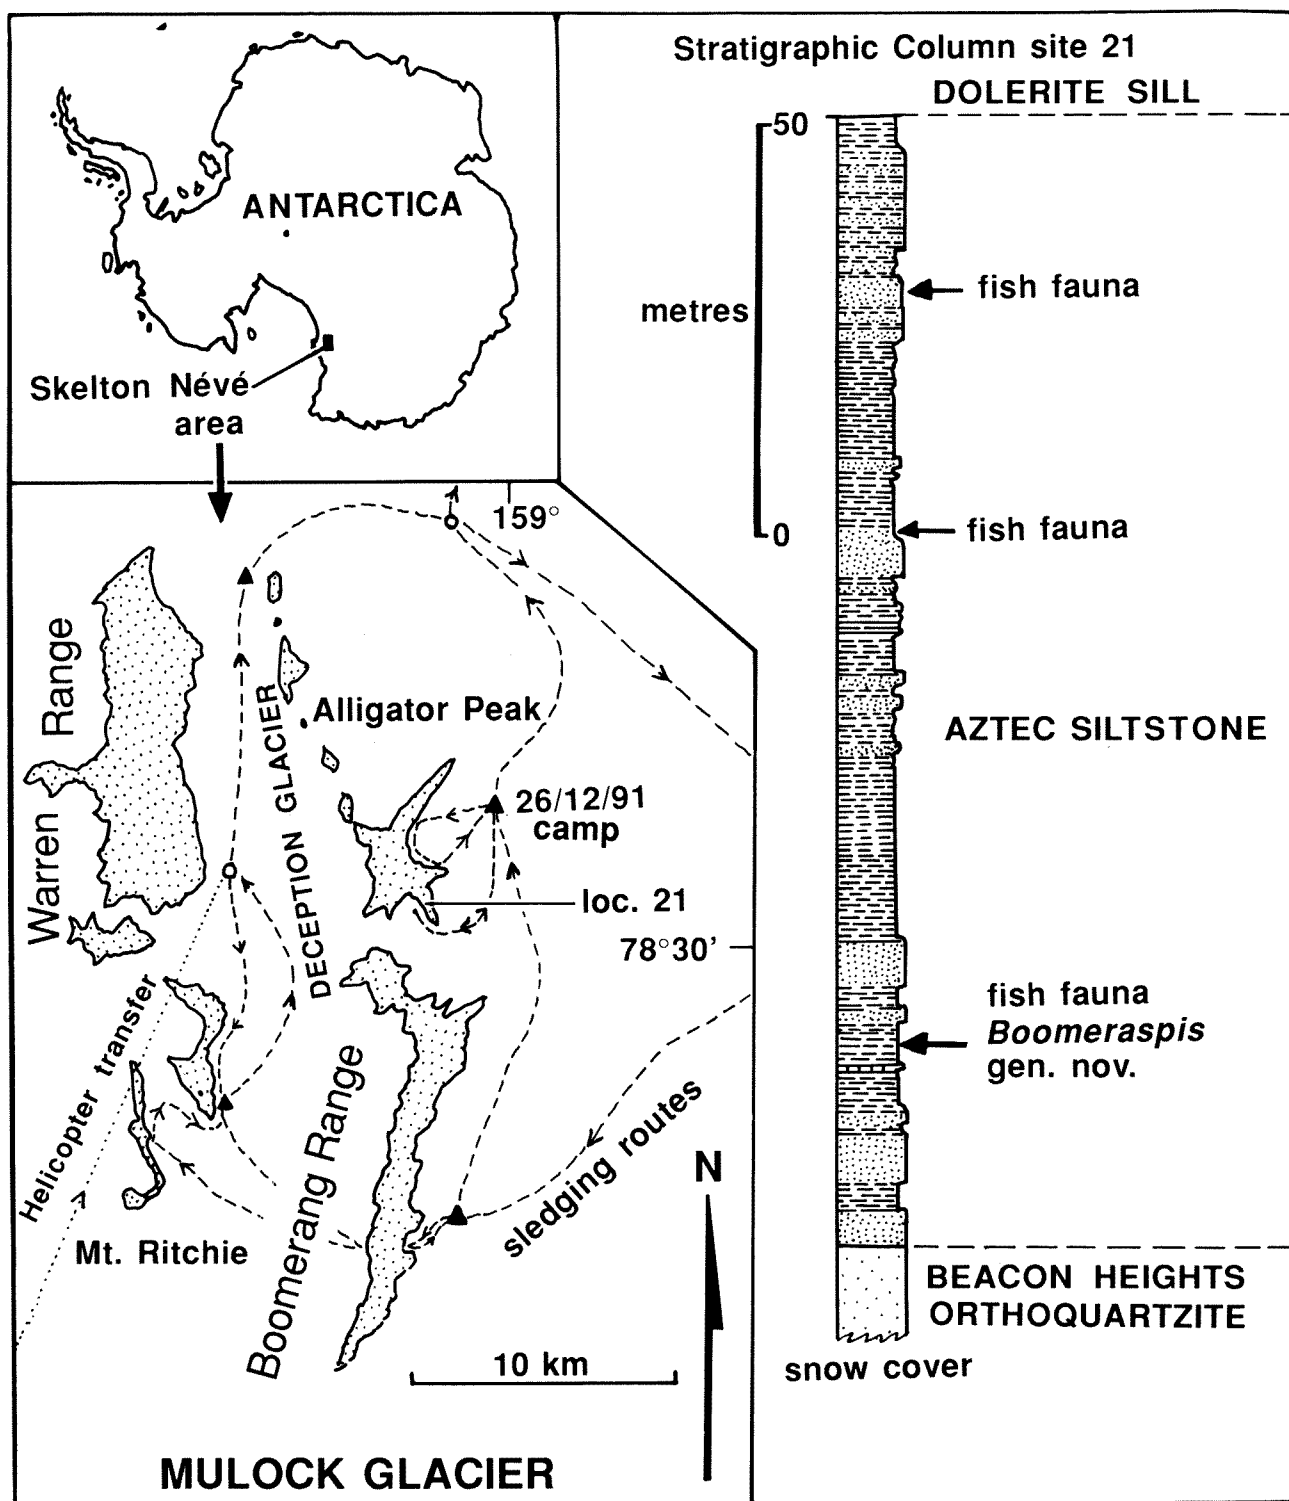 ANTARCTICA
Skelton Névé
area
159°
Warren Range
DECEPTION GLACIER
Alligator Peak
26/12/91
camp
loc. 21
78°30'
Helicopter transfer
Mt. Ritchie
Boomerang Range
sledging routes
N
10 km
MULOCK GLACIER
Stratigraphic Column site 21
DOLERITE SILL
50
metres
0
fish fauna
fish fauna
AZTEC SILTSTONE
fish fauna
Boomeraspis
gen. nov.
BEACON HEIGHTS
ORTHOQUARTZITE
snow cover